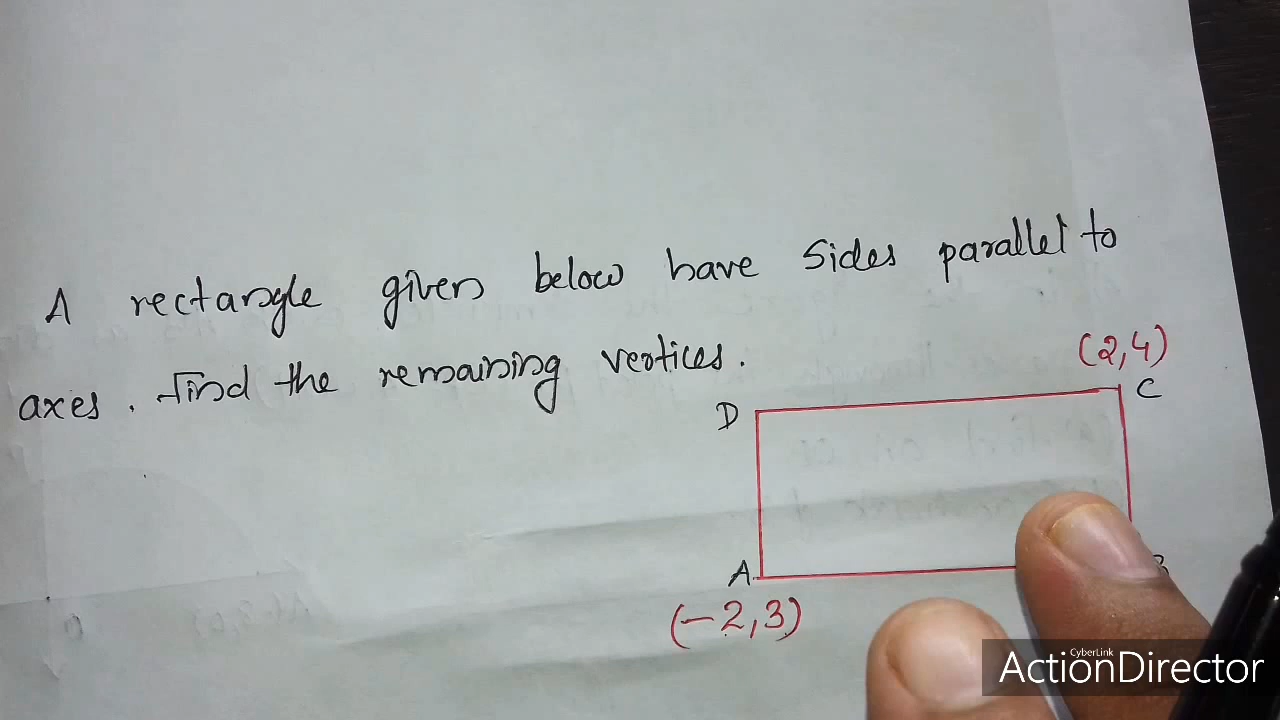 A rectangle given below have sides parallel to
axes. Find the remaining vertices.
(2,4)
D
C
A
B
(-2,3)
CyberLink
ActionDirector